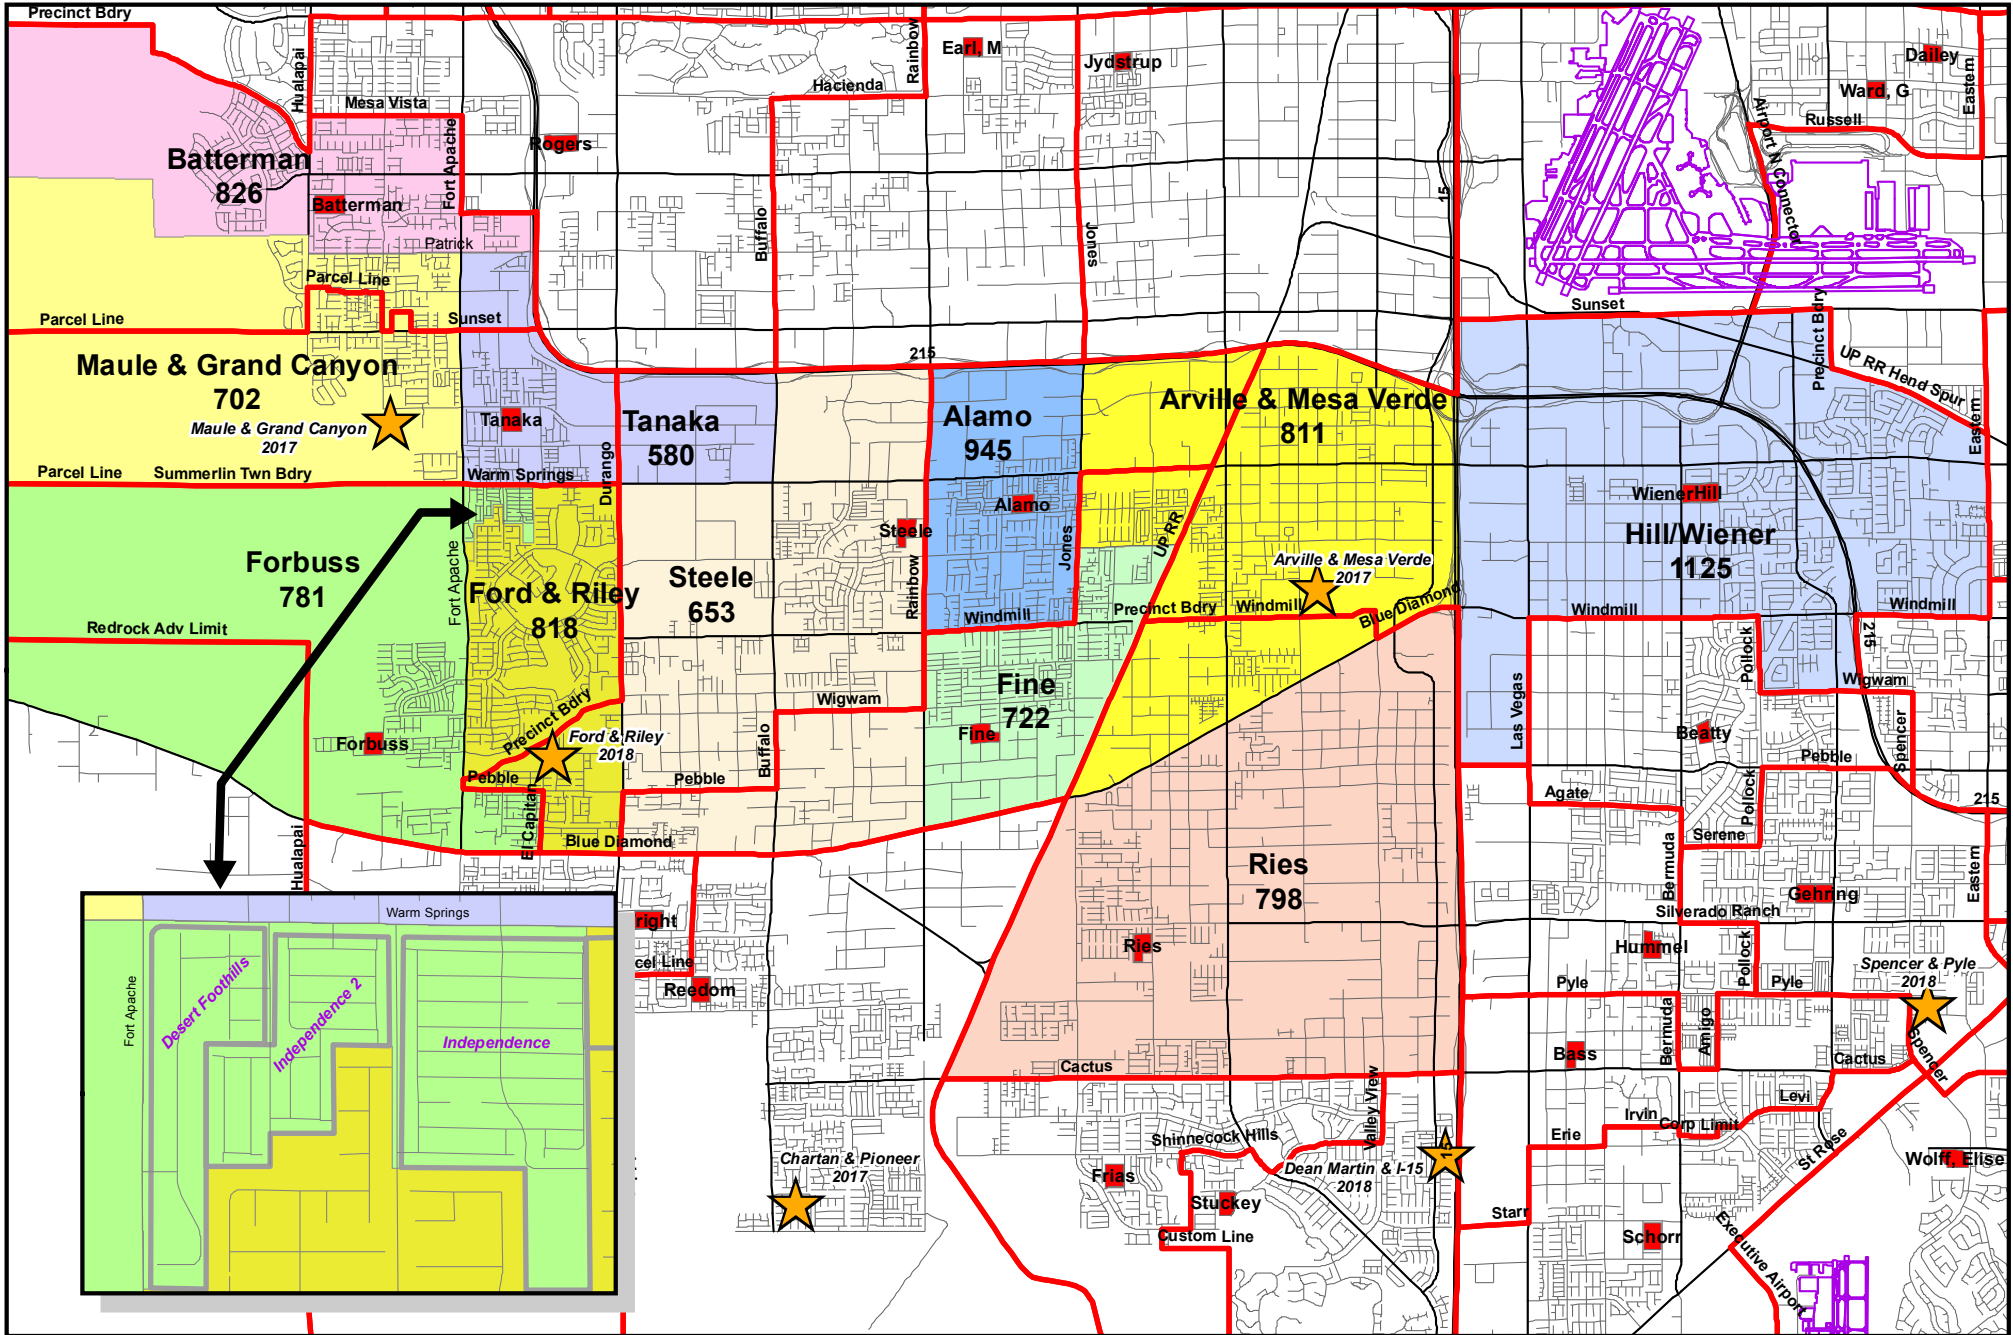 Precinct Bdry
Hualapai
Mesa Vista
Fort Apache
Batterman
826
Batterman
Patrick
Rogers
Rainbow
Hacienda
Buffalo
Earl, M
Jydstrup
Jones
15
Airport N Connector
Dailey
Ward, G
Eastern
Russell
Parcel Line
Parcel Line
Sunset
Sunset
Precinct Bdry
UP RR Hend Spur
Eastern
215
Maule & Grand Canyon
702
Maule & Grand Canyon
2017
Tanaka
Tanaka
580
Durango
Warm Springs
Parcel Line
Summerlin Twn Bdry
Alamo
945
Alamo
Jones
Windmill
Arville & Mesa Verde
811
Arville & Mesa Verde
2017
UP RR
Precinct Bdry
Windmill
Blue Diamond
WienerHill
Hill/Wiener
1125
Windmill
Windmill
Forbuss
781
Fort Apache
Redrock Adv Limit
Forbuss
Ford & Riley
818
Precinct Bdry
Ford & Riley
2018
Pebble
El Capitan
Blue Diamond
Hualapai
Steele
653
Steele
Rainbow
Wigwam
Buffalo
Pebble
Fine
722
Fine
Las Vegas
Pollock
215
Wigwam
Beatty
Spencer
Pebble
Agate
Pollock
Serene
215
Bermuda
Gehring
Eastern
Silverado Ranch
Ries
798
Ries
Cactus
Hummel
Pollock
Pyle
Pyle
Spencer & Pyle
2018
Bass
Bermuda
Amigo
Cactus
Spencer
Levi
Irvin
Corp Limit
Erie
St Rose
Wolff, Elise
Starr
Schorr
Executive Airport
right
cel Line
Reedom
Chartan & Pioneer
2017
Shinnecock Hills
Valley View
Dean Martin & I-15
2018
15
Frias
Stuckey
Custom Line
Warm Springs
Fort Apache
Desert Foothills
Independence 2
Independence